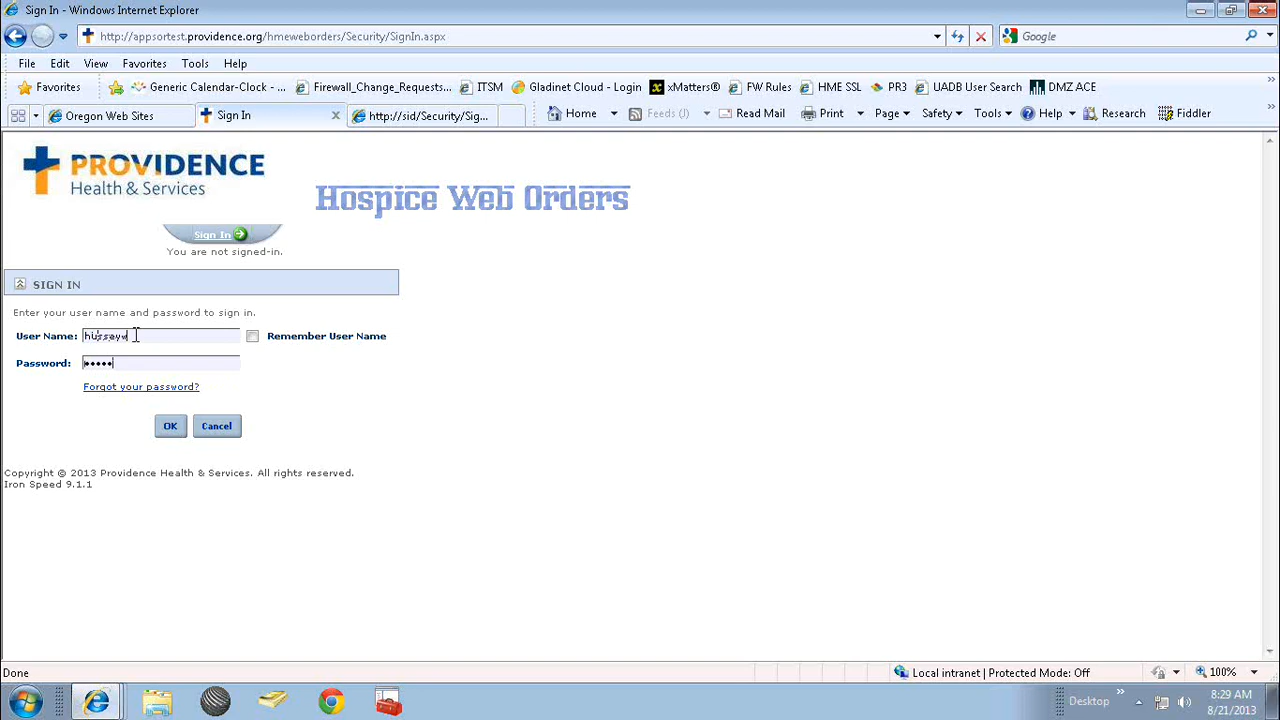 Sign In - Windows Internet Explorer
http://appsortest.providence.org/hmeweborders/Security/SignIn.aspx
Google
File Edit View Favorites Tools Help
Favorites Generic Calendar-Clock - ... Firewall_Change_Requests... ITSM Gladinet Cloud - Login xMatters® FW Rules HME SSL PR3 UADB User Search DMZ ACE
Oregon Web Sites Sign In http://sid/Security/Sig... Home Feeds (J) Read Mail Print Page Safety Tools Help Research Fiddler
PROVIDENCE
Health & Services
Hospice Web Orders
Sign In
You are not signed-in.
SIGN IN
Enter your user name and password to sign in.
User Name: husseyw Remember User Name
Password: •••••
Forgot your password?
OK Cancel
Copyright © 2013 Providence Health & Services. All rights reserved.
Iron Speed 9.1.1
Done Local intranet | Protected Mode: Off 100%
Desktop 8:29 AM
8/21/2013